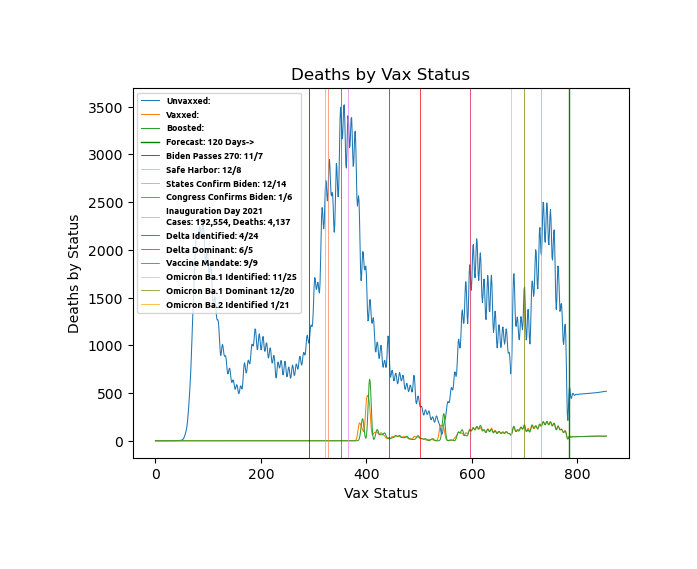 Deaths by Vax Status
Deaths by Status
3500
3000
2500
2000
1500
1000
500
0
Unvaxxed:
Vaxxed:
Boosted:
Forecast: 120 Days->
Biden Passes 270: 11/7
Safe Harbor: 12/8
States Confirm Biden: 12/14
Congress Confirms Biden: 1/6
Inauguration Day 2021
Cases: 192,554, Deaths: 4,137
Delta Identified: 4/24
Delta Dominant: 6/5
Vaccine Mandate: 9/9
Omicron Ba.1 Identified: 11/25
Omicron Ba.1 Dominant 12/20
Omicron Ba.2 Identified 1/21
0 200 400 600 800
Vax Status